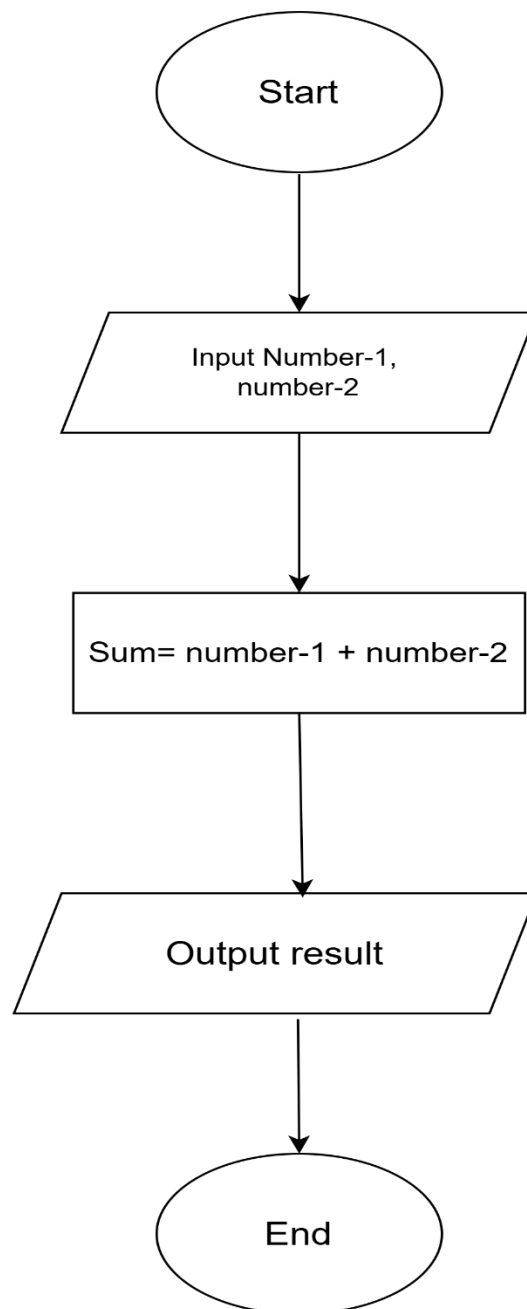 Start
Input Number-1,
number-2
Sum= number-1 + number-2
Output result
End